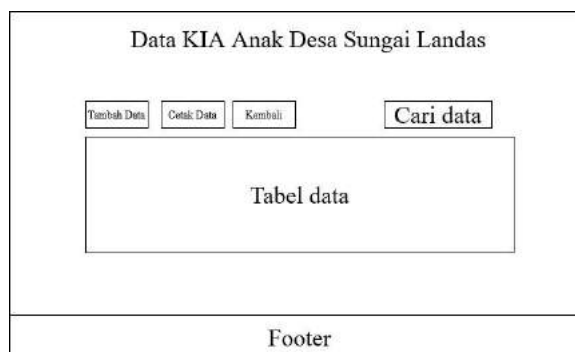 Data KIA Anak Desa Sungai Landas
Tambah Data Cetak Data Kembali Cari data
Tabel data
Footer